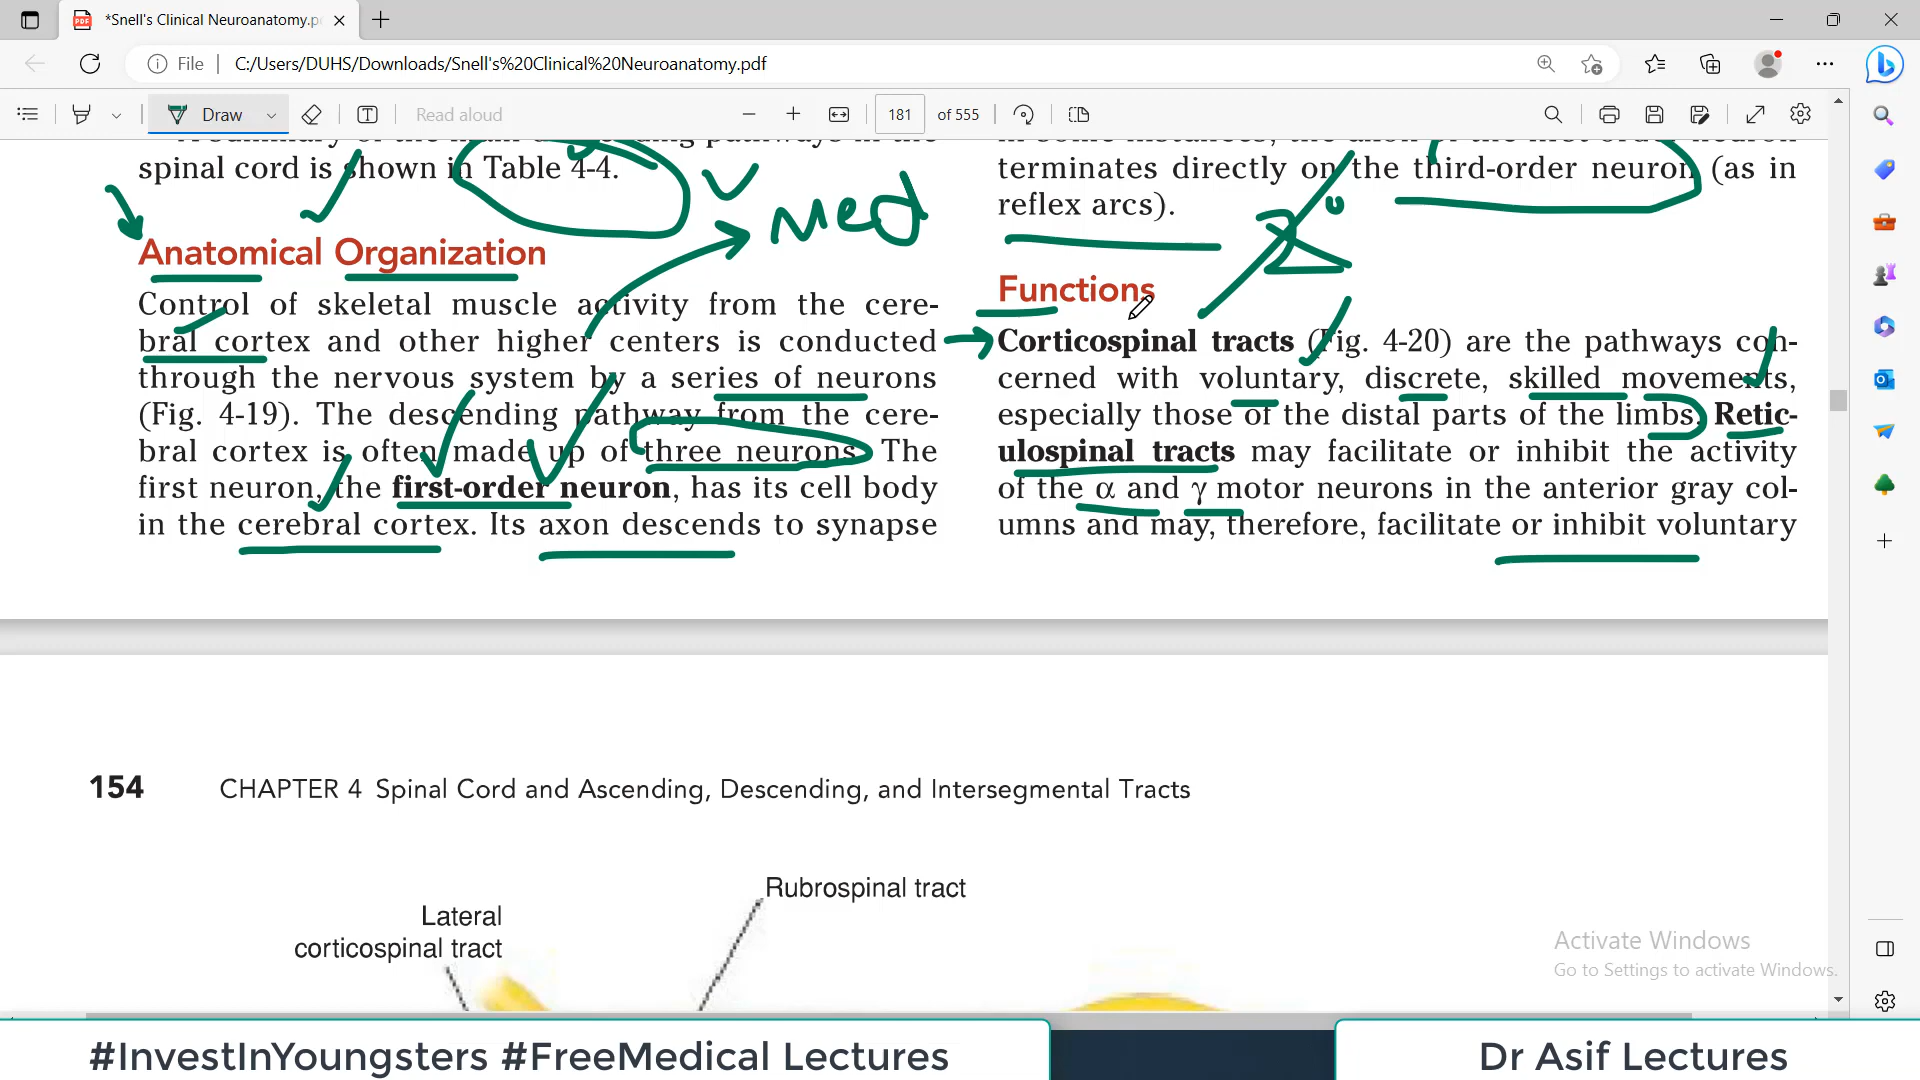 *Snell's Clinical Neuroanatomy.p
File
C:/Users/DUHS/Downloads/Snell's%20Clinical%20Neuroanatomy.pdf
Draw
Read aloud
181 of 555
spinal cord is shown in Table 4-4.
Med
Anatomical Organization
Control of skeletal muscle activity from the cere-
bral cortex and other higher centers is conducted
through the nervous system by a series of neurons
(Fig. 4-19). The descending pathway from the cere-
bral cortex is often made up of three neurons. The
first neuron, the first-order neuron, has its cell body
in the cerebral cortex. Its axon descends to synapse
terminates directly on the third-order neuron (as in
reflex arcs).
Functions
Corticospinal tracts (Fig. 4-20) are the pathways con-
cerned with voluntary, discrete, skilled movements,
especially those of the distal parts of the limbs. Retic-
ulospinal tracts may facilitate or inhibit the activity
of the α and γ motor neurons in the anterior gray col-
umns and may, therefore, facilitate or inhibit voluntary
154 CHAPTER 4 Spinal Cord and Ascending, Descending, and Intersegmental Tracts
Rubrospinal tract
Lateral
corticospinal tract
Activate Windows
Go to Settings to activate Windows.
#InvestInYoungsters #FreeMedical Lectures
Dr Asif Lectures